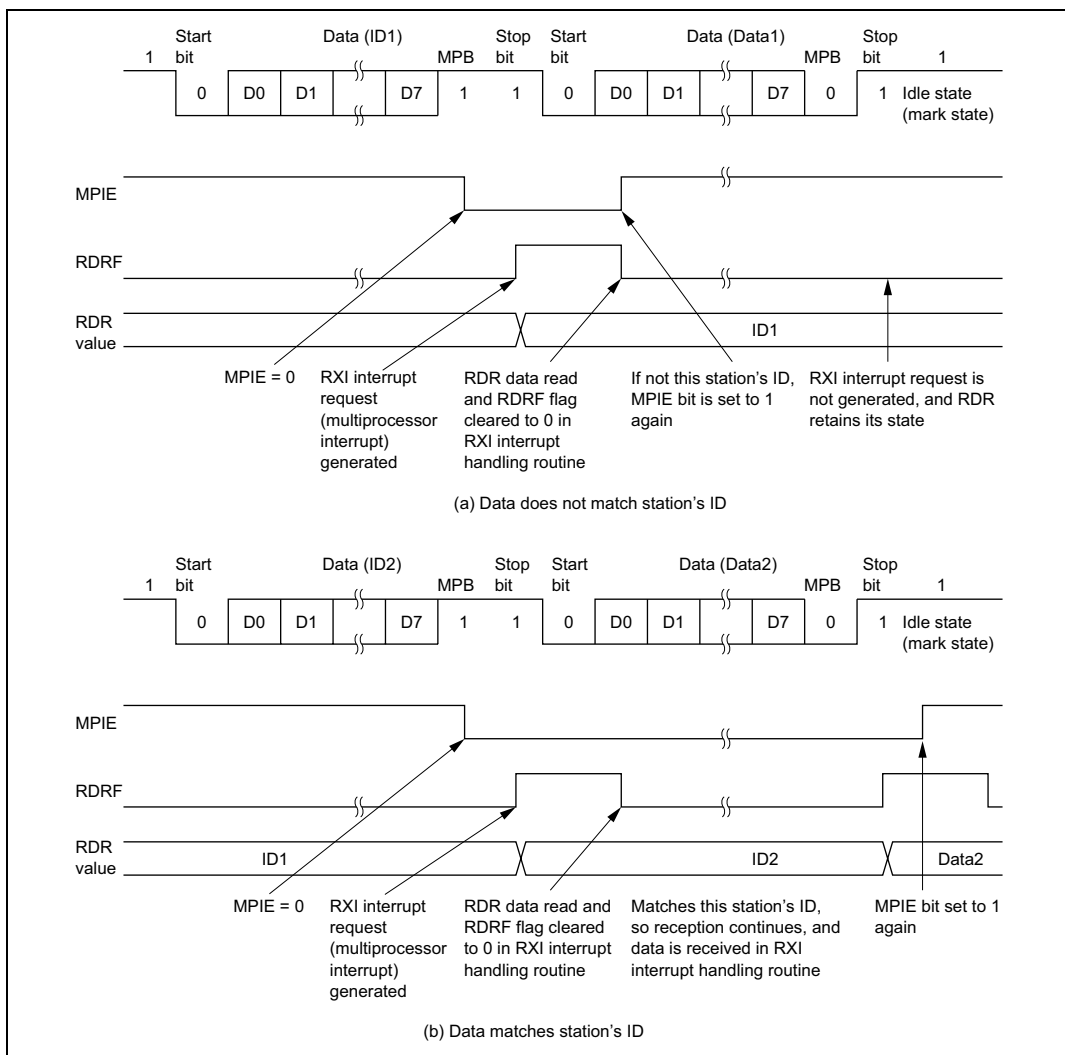 Start bit Data (ID1) MPB Stop bit Start bit Data (Data1) MPB Stop bit
1 1
0 D0 D1 D7 1 1 0 D0 D1 D7 0 1 Idle state (mark state)
MPIE
RDRF
RDR value
ID1
MPIE = 0
RXI interrupt
request
(multiprocessor
interrupt)
generated
RDR data read
and RDRF flag
cleared to 0 in
RXI interrupt
handling routine
If not this station's ID,
MPIE bit is set to 1
again
RXI interrupt request is
not generated, and RDR
retains its state
(a) Data does not match station's ID
Start bit Data (ID2) MPB Stop bit Start bit Data (Data2) MPB Stop bit
1 1
0 D0 D1 D7 1 1 0 D0 D1 D7 0 1 Idle state (mark state)
MPIE
RDRF
RDR value
ID1 ID2 Data2
MPIE = 0
RXI interrupt
request
(multiprocessor
interrupt)
generated
RDR data read and
RDRF flag cleared
to 0 in RXI interrupt
handling routine
Matches this station's ID,
so reception continues, and
data is received in RXI
interrupt handling routine
MPIE bit set to 1
again
(b) Data matches station's ID